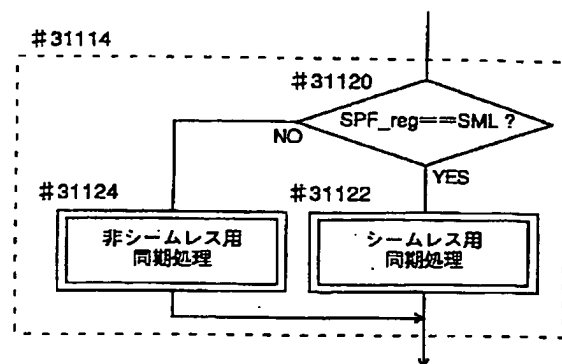 #31114
#31120
SPF_reg==SML ?
NO
YES
#31124
#31122
非シームレス用
同期処理
シームレス用
同期処理